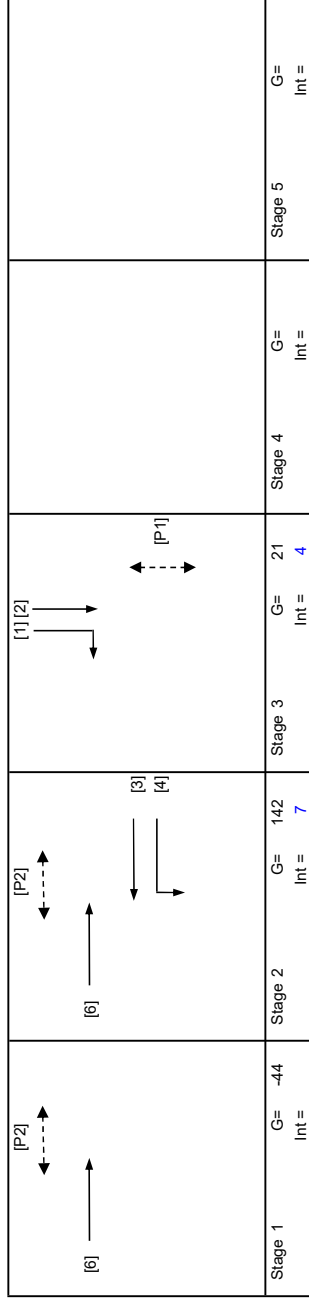 [P2]
[6]
Stage 1 G= -44
Int =
[P2]
[6]
[3]
[4]
Stage 2 G= 142
Int = 7
[1] [2]
[P1]
Stage 3 G= 21
Int = 4
Stage 4 G=
Int =
Stage 5 G=
Int =